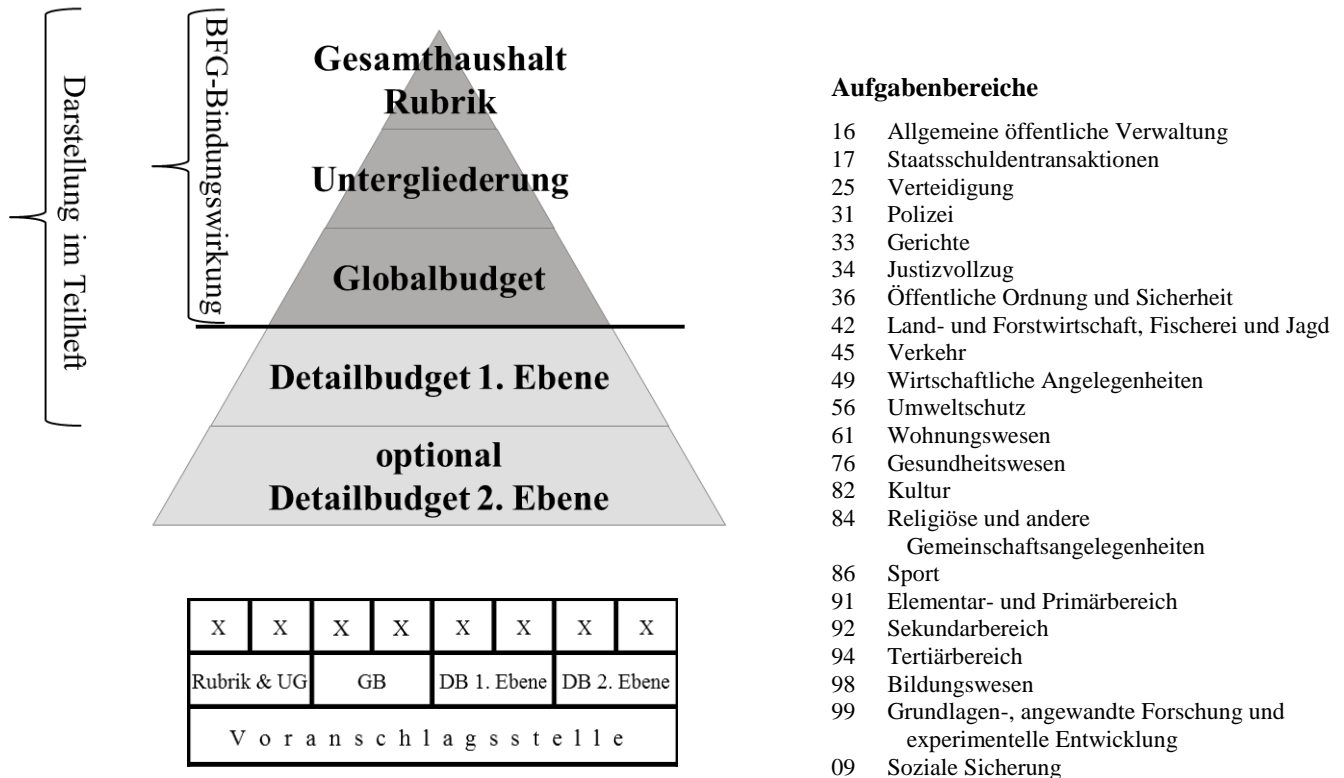 Darstellung im Teilheft
BFG-Bindungswirkung
Gesamthaushalt
Rubrik
Untergliederung
Globalbudget
Detailbudget 1. Ebene
optional
Detailbudget 2. Ebene
X X X X X X X X
Rubrik & UG GB DB 1. Ebene DB 2. Ebene
Voranschlagsstelle
Aufgabenbereiche
16 Allgemeine öffentliche Verwaltung
17 Staatsschuldentransaktionen
25 Verteidigung
31 Polizei
33 Gerichte
34 Justizvollzug
36 Öffentliche Ordnung und Sicherheit
42 Land- und Forstwirtschaft, Fischerei und Jagd
45 Verkehr
49 Wirtschaftliche Angelegenheiten
56 Umweltschutz
61 Wohnungswesen
76 Gesundheitswesen
82 Kultur
84 Religiöse und andere
Gemeinschaftsangelegenheiten
86 Sport
91 Elementar- und Primärbereich
92 Sekundarbereich
94 Tertiärbereich
98 Bildungswesen
99 Grundlagen-, angewandte Forschung und
experimentelle Entwicklung
09 Soziale Sicherung